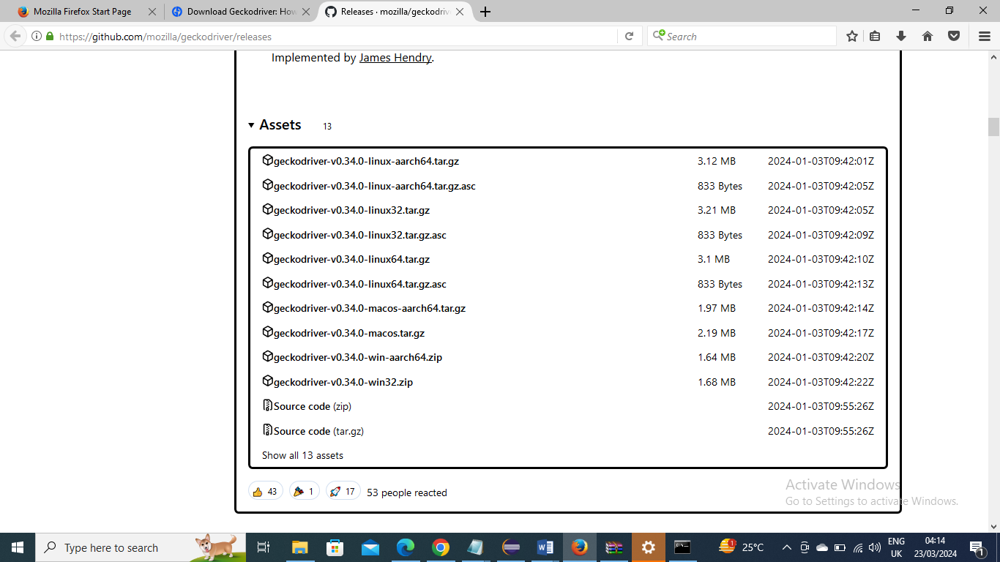 Mozilla Firefox Start Page
Download Geckodriver: How
Releases · mozilla/geckodriv
https://github.com/mozilla/geckodriver/releases
Search
Implemented by James Hendry.
Assets 13
geckodriver-v0.34.0-linux-aarch64.tar.gz 3.12 MB 2024-01-03T09:42:01Z
geckodriver-v0.34.0-linux-aarch64.tar.gz.asc 833 Bytes 2024-01-03T09:42:05Z
geckodriver-v0.34.0-linux32.tar.gz 3.21 MB 2024-01-03T09:42:05Z
geckodriver-v0.34.0-linux32.tar.gz.asc 833 Bytes 2024-01-03T09:42:09Z
geckodriver-v0.34.0-linux64.tar.gz 3.1 MB 2024-01-03T09:42:10Z
geckodriver-v0.34.0-linux64.tar.gz.asc 833 Bytes 2024-01-03T09:42:13Z
geckodriver-v0.34.0-macos-aarch64.tar.gz 1.97 MB 2024-01-03T09:42:14Z
geckodriver-v0.34.0-macos.tar.gz 2.19 MB 2024-01-03T09:42:17Z
geckodriver-v0.34.0-win-aarch64.zip 1.64 MB 2024-01-03T09:42:20Z
geckodriver-v0.34.0-win32.zip 1.68 MB 2024-01-03T09:42:22Z
Source code (zip) 2024-01-03T09:55:26Z
Source code (tar.gz) 2024-01-03T09:55:26Z
Show all 13 assets
43 1 17 53 people reacted
Activate Windows
Go to Settings to activate Windows.
Type here to search
25°C
ENG
UK
04:14
23/03/2024
1